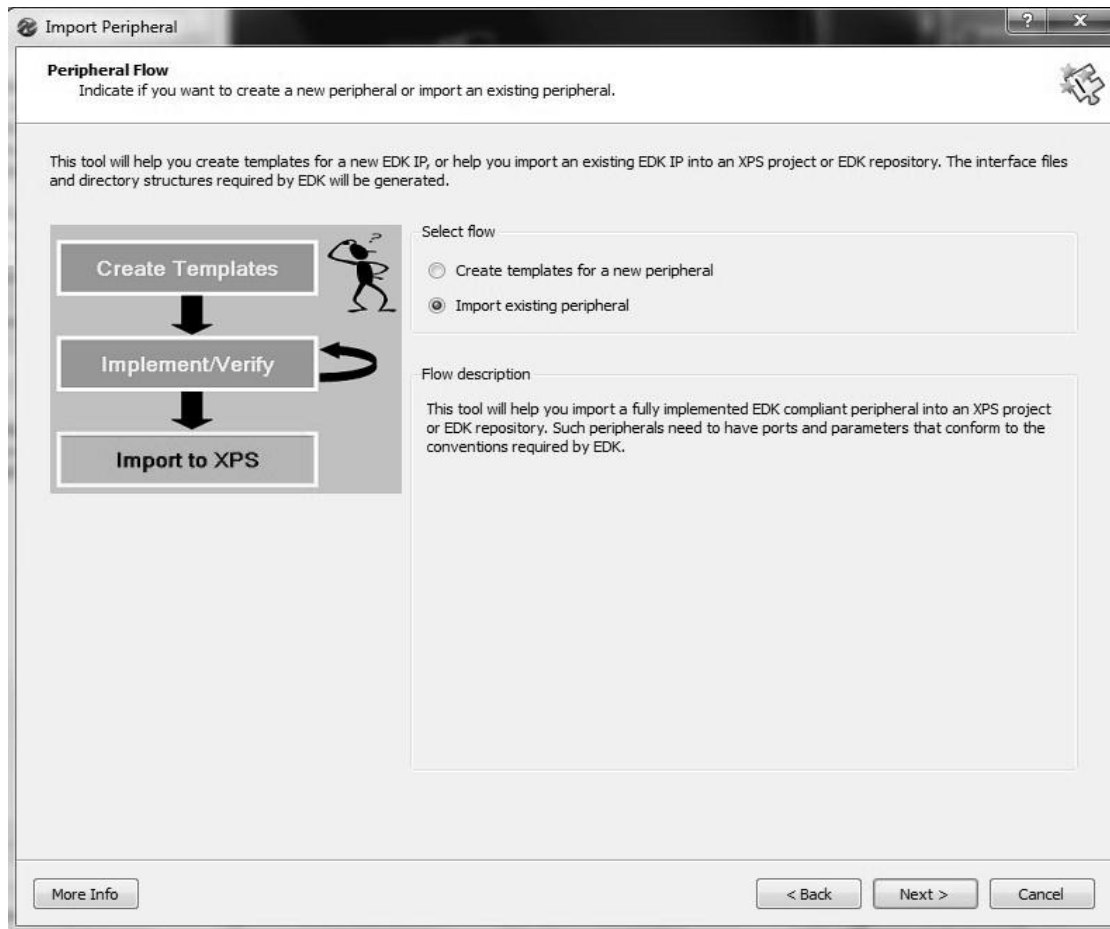 Import Peripheral
? X
Peripheral Flow
Indicate if you want to create a new peripheral or import an existing peripheral.
This tool will help you create templates for a new EDK IP, or help you import an existing EDK IP into an XPS project or EDK repository. The interface files
and directory structures required by EDK will be generated.
Create Templates
?
Implement/Verify
Import to XPS
Select flow
Create templates for a new peripheral
Import existing peripheral
Flow description
This tool will help you import a fully implemented EDK compliant peripheral into an XPS project
or EDK repository. Such peripherals need to have ports and parameters that conform to the
conventions required by EDK.
More Info
< Back
Next >
Cancel